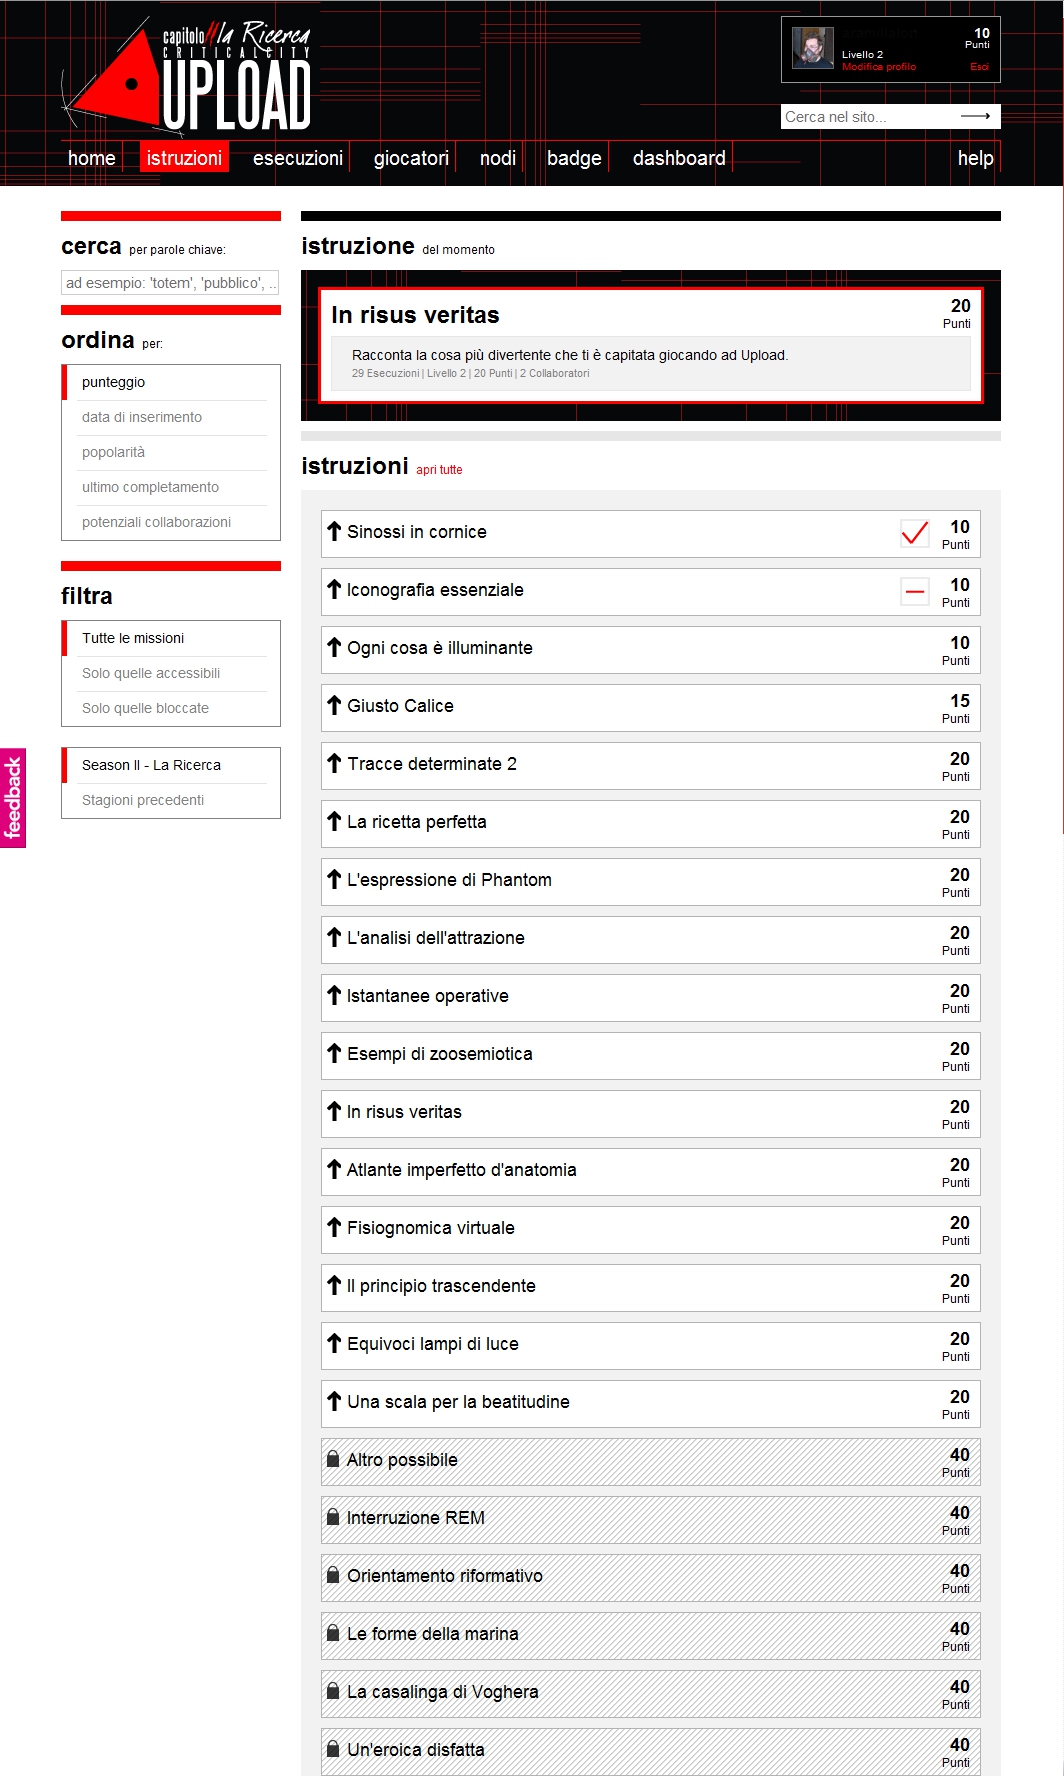 capitolo//la Ricerca
CRITICALCITY
UPLOAD
10
Punti
Livello 2
Modifica profilo
Esci
Cerca nel sito...
home
istruzioni
esecuzioni
giocatori
nodi
badge
dashboard
help
cerca per parole chiave:
ad esempio: 'totem', 'pubblico', ..
ordina per:
punteggio
data di inserimento
popolarità
ultimo completamento
potenziali collaborazioni
filtra
Tutte le missioni
Solo quelle accessibili
Solo quelle bloccate
Season II - La Ricerca
Stagioni precedenti
feedback
istruzione del momento
In risus veritas
20
Punti
Racconta la cosa più divertente che ti è capitata giocando ad Upload.
29 Esecuzioni | Livello 2 | 20 Punti | 2 Collaboratori
istruzioni apri tutte
Sinossi in cornice
10
Punti
Iconografia essenziale
10
Punti
Ogni cosa è illuminante
10
Punti
Giusto Calice
15
Punti
Tracce determinate 2
20
Punti
La ricetta perfetta
20
Punti
L'espressione di Phantom
20
Punti
L'analisi dell'attrazione
20
Punti
Istantanee operative
20
Punti
Esempi di zoosemiotica
20
Punti
In risus veritas
20
Punti
Atlante imperfetto d'anatomia
20
Punti
Fisiognomica virtuale
20
Punti
Il principio trascendente
20
Punti
Equivoci lampi di luce
20
Punti
Una scala per la beatitudine
20
Punti
Altro possibile
40
Punti
Interruzione REM
40
Punti
Orientamento riformativo
40
Punti
Le forme della marina
40
Punti
La casalinga di Voghera
40
Punti
Un'eroica disfatta
40
Punti